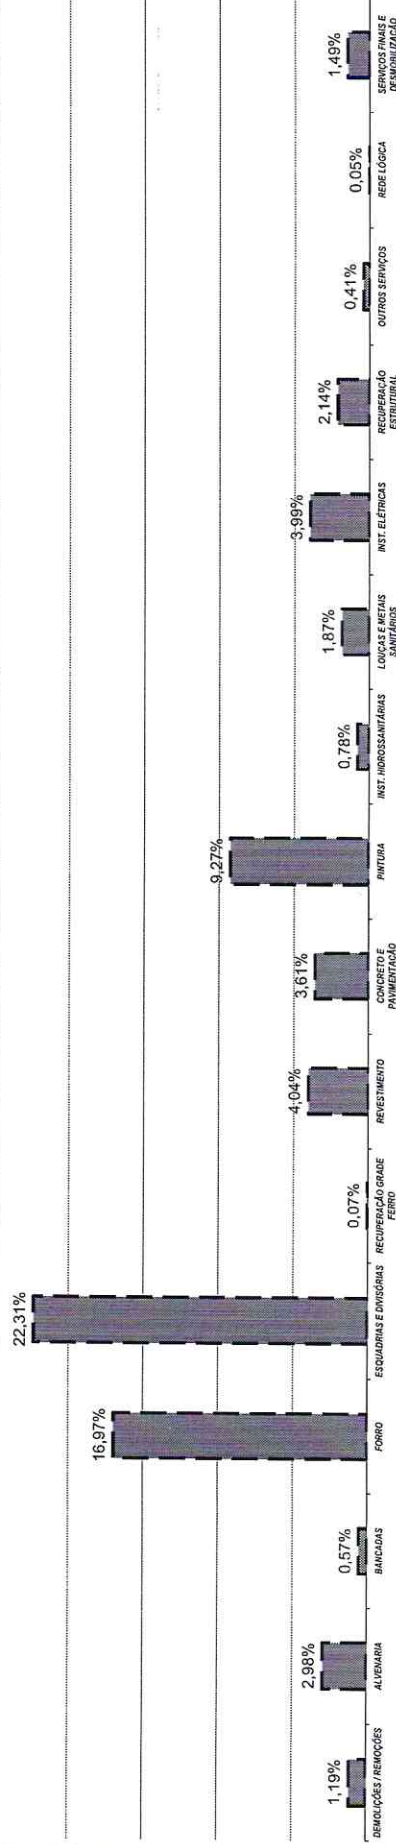 1,19%
DEMOLIÇÕES / REMOÇÕES
2,98%
ALVENARIA
0,57%
BANCADAS
16,97%
FORRO
22,31%
ESQUADRIAS E DIVISÓRIAS
0,07%
RECUPERAÇÃO GRADE
FERRO
4,04%
REVESTIMENTO
3,61%
CONCRETO E
PAVIMENTAÇÃO
9,27%
PINTURA
0,78%
INST. HIDROSSANITÁRIAS
1,87%
LOUÇAS E METAIS
SANITÁRIOS
3,99%
INST. ELÉTRICAS
2,14%
RECUPERAÇÃO
ESTRUTURAL
0,41%
OUTROS SERVIÇOS
0,05%
REDE LÓGICA
1,49%
SERVIÇOS FINAIS E
DESMOBILIZAÇÃO